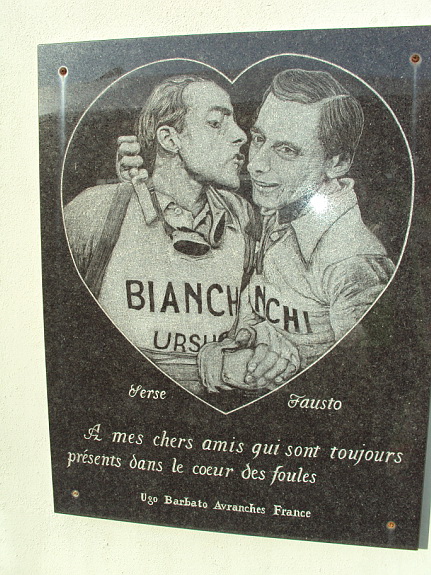 BIANCH NCHI
URSUS
Serse Fausto
A mes chers amis qui sont toujours
présents dans le coeur des foules
Ugo Barbato Avranches France